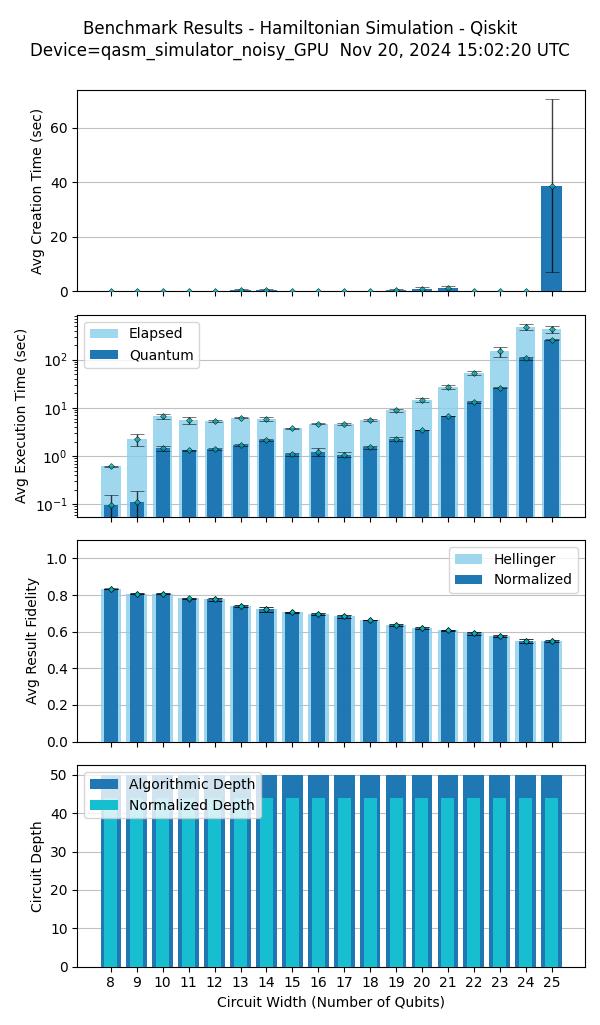 Benchmark Results - Hamiltonian Simulation - Qiskit
Device=qasm_simulator_noisy_GPU  Nov 20, 2024 15:02:20 UTC
Avg Creation Time (sec)
60
40
20
0
Avg Execution Time (sec)
Elapsed
Quantum
10²
10¹
10⁰
10⁻¹
Avg Result Fidelity
Hellinger
Normalized
1.0
0.8
0.6
0.4
0.2
0.0
Circuit Depth
Algorithmic Depth
Normalized Depth
50
40
30
20
10
0
8 9 10 11 12 13 14 15 16 17 18 19 20 21 22 23 24 25
Circuit Width (Number of Qubits)